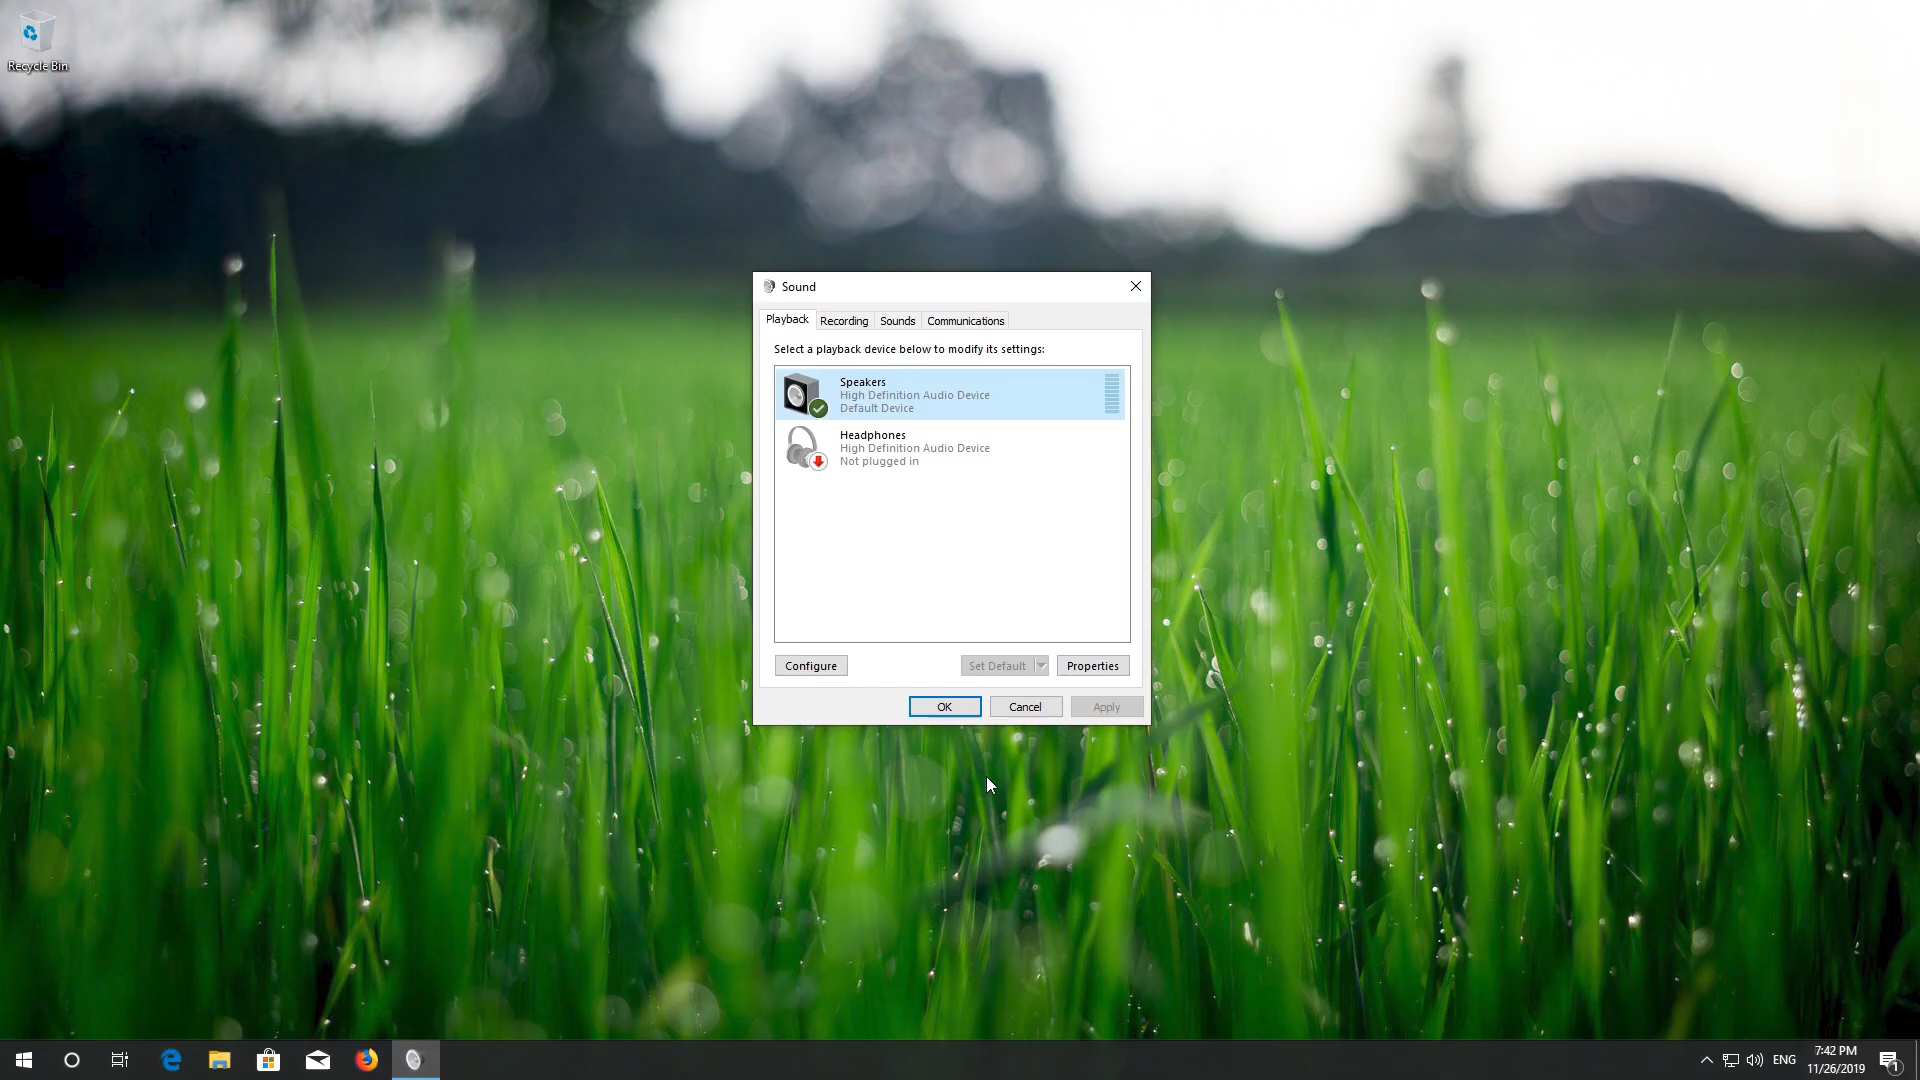 Recycle Bin
Sound
Playback
Recording
Sounds
Communications
Select a playback device below to modify its settings:
Speakers
High Definition Audio Device
Default Device
Headphones
High Definition Audio Device
Not plugged in
Configure
Set Default
Properties
OK
Cancel
Apply
ENG
7:42 PM
11/26/2019
1